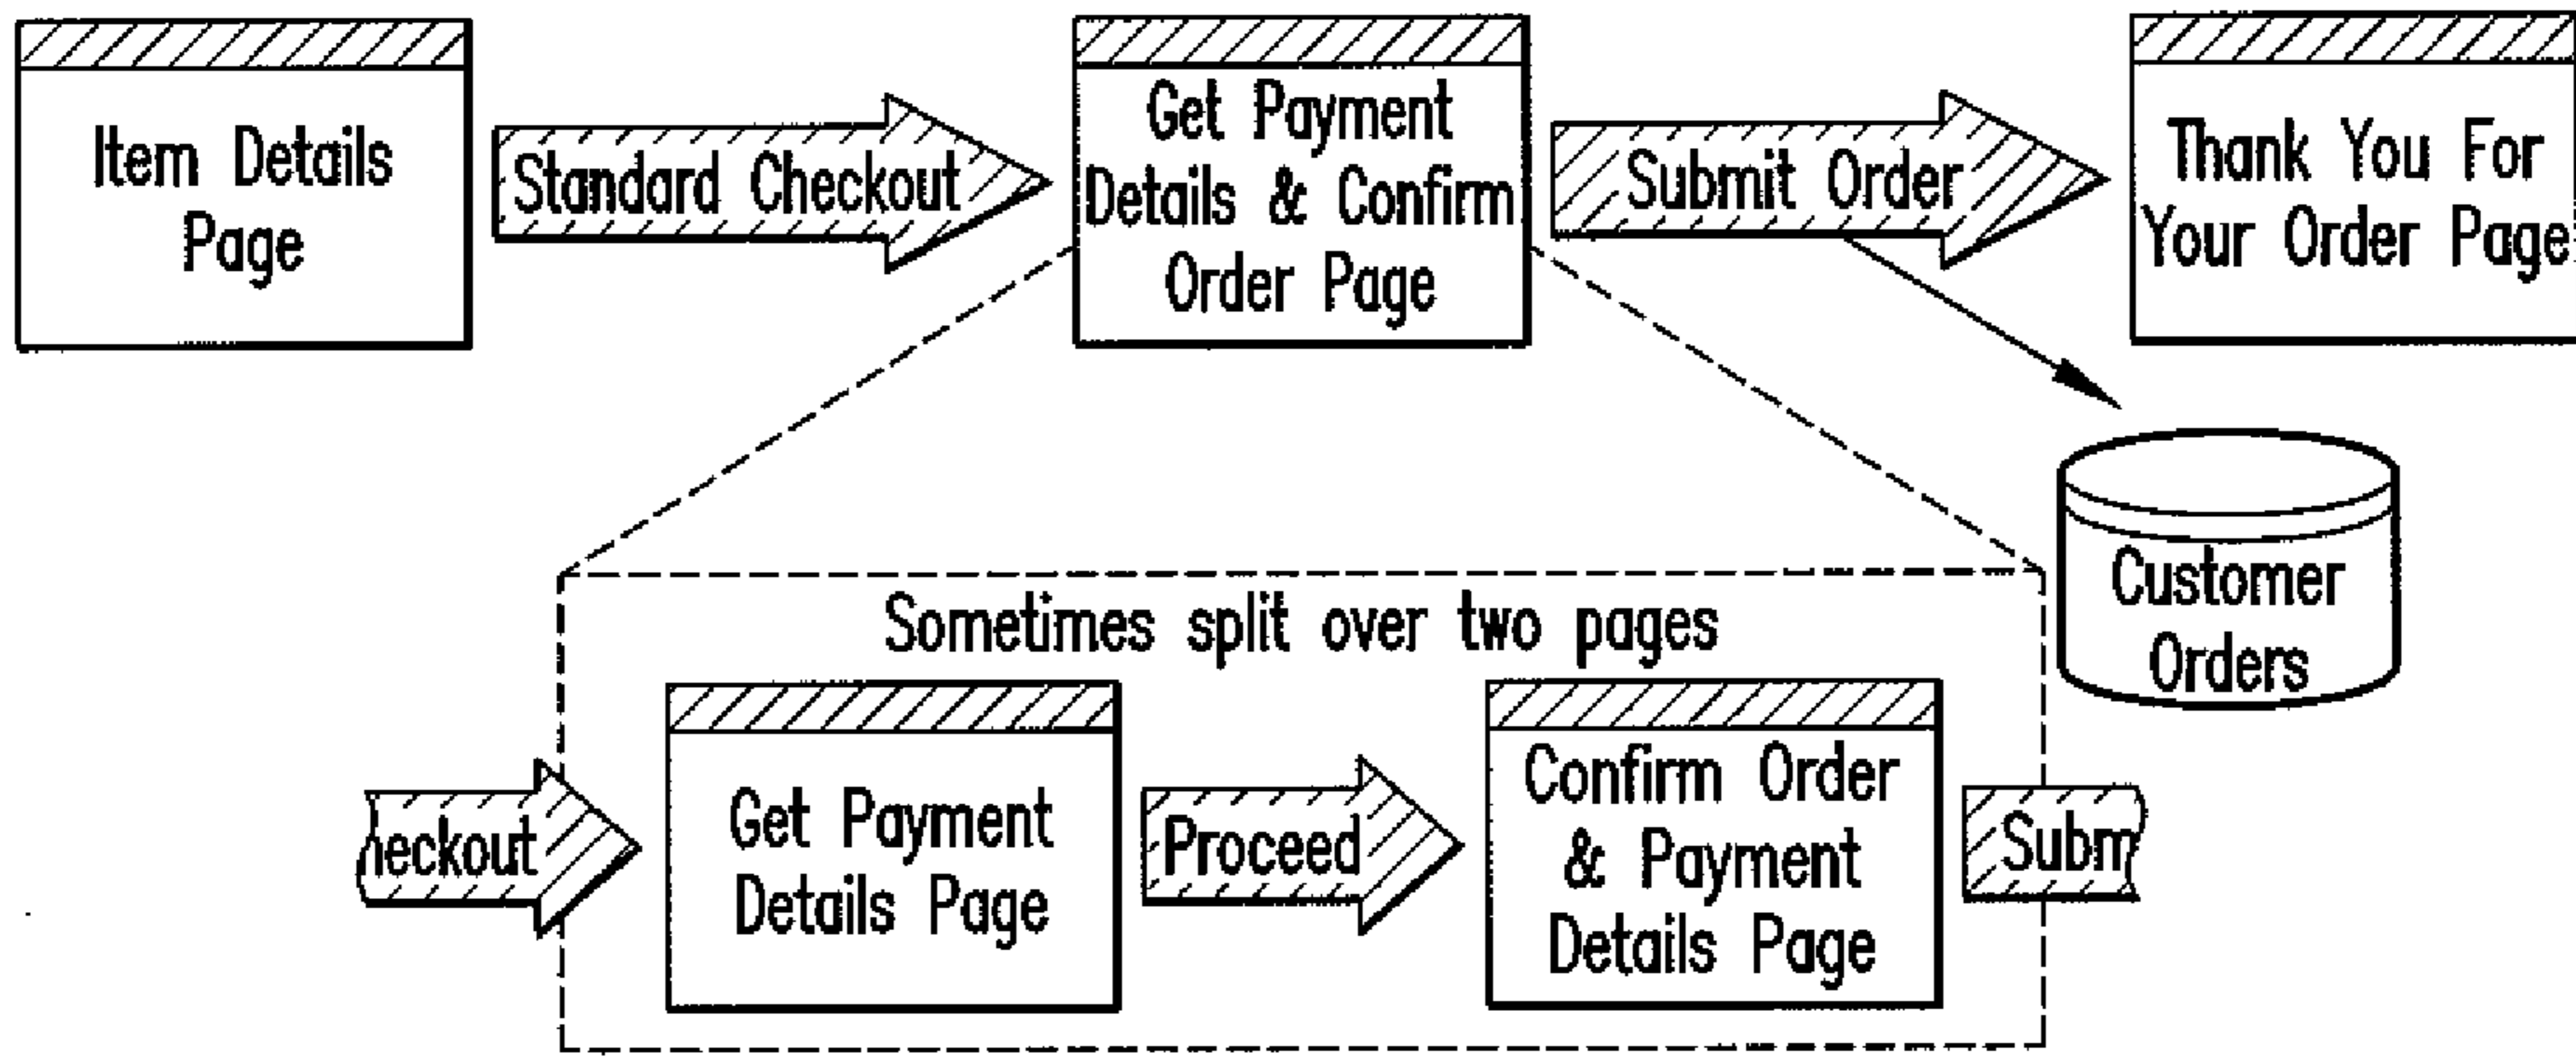 Item Details
Page
Standard Checkout
Get Payment
Details & Confirm
Order Page
Submit Order
Thank You For
Your Order Page
Customer
Orders
Sometimes split over two pages
heckout
Get Payment
Details Page
Proceed
Confirm Order
& Payment
Details Page
Subm